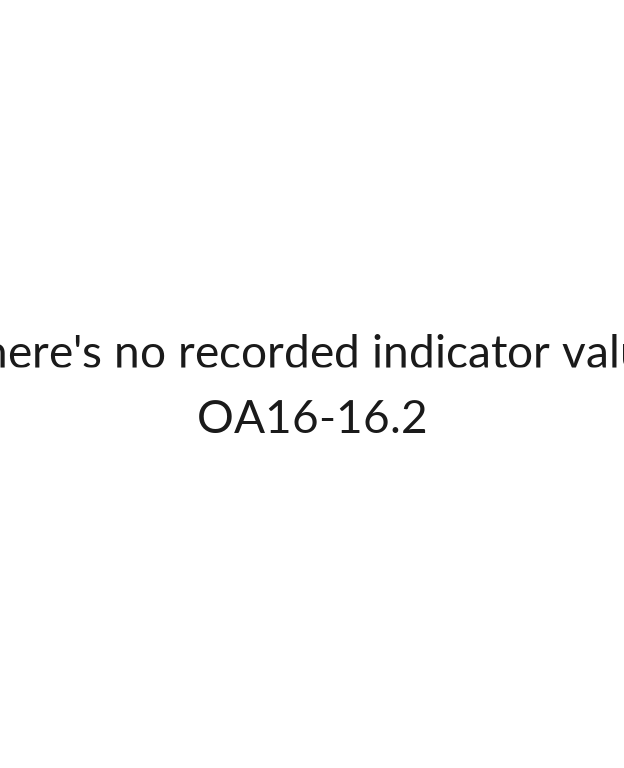 here's no recorded indicator valu
OA16-16.2